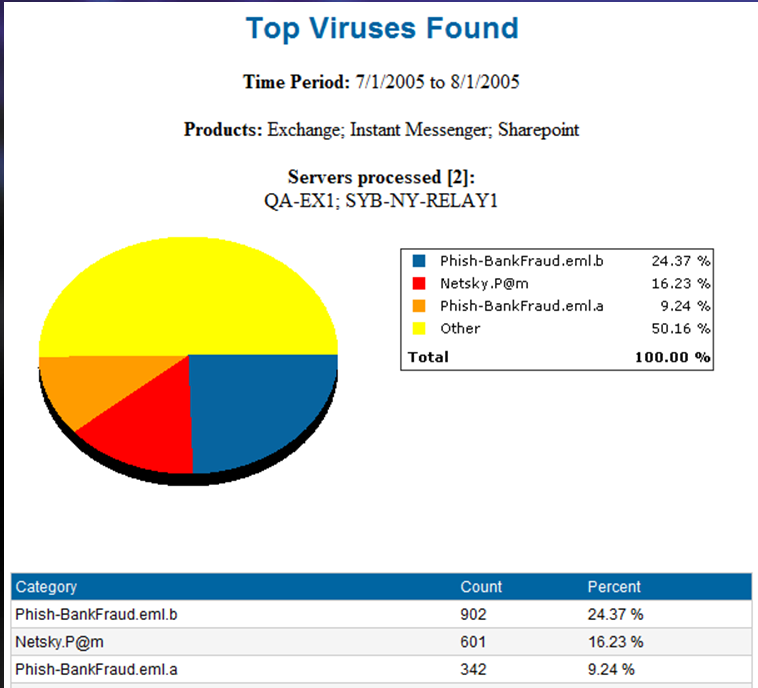 Top Viruses Found
Time Period: 7/1/2005 to 8/1/2005
Products: Exchange; Instant Messenger; Sharepoint
Servers processed [2]:
QA-EX1; SYB-NY-RELAY1
Phish-BankFraud.eml.b 24.37 %
Netsky.P@m 16.23 %
Phish-BankFraud.eml.a 9.24 %
Other 50.16 %
Total 100.00 %
Category Count Percent
Phish-BankFraud.eml.b 902 24.37 %
Netsky.P@m 601 16.23 %
Phish-BankFraud.eml.a 342 9.24 %